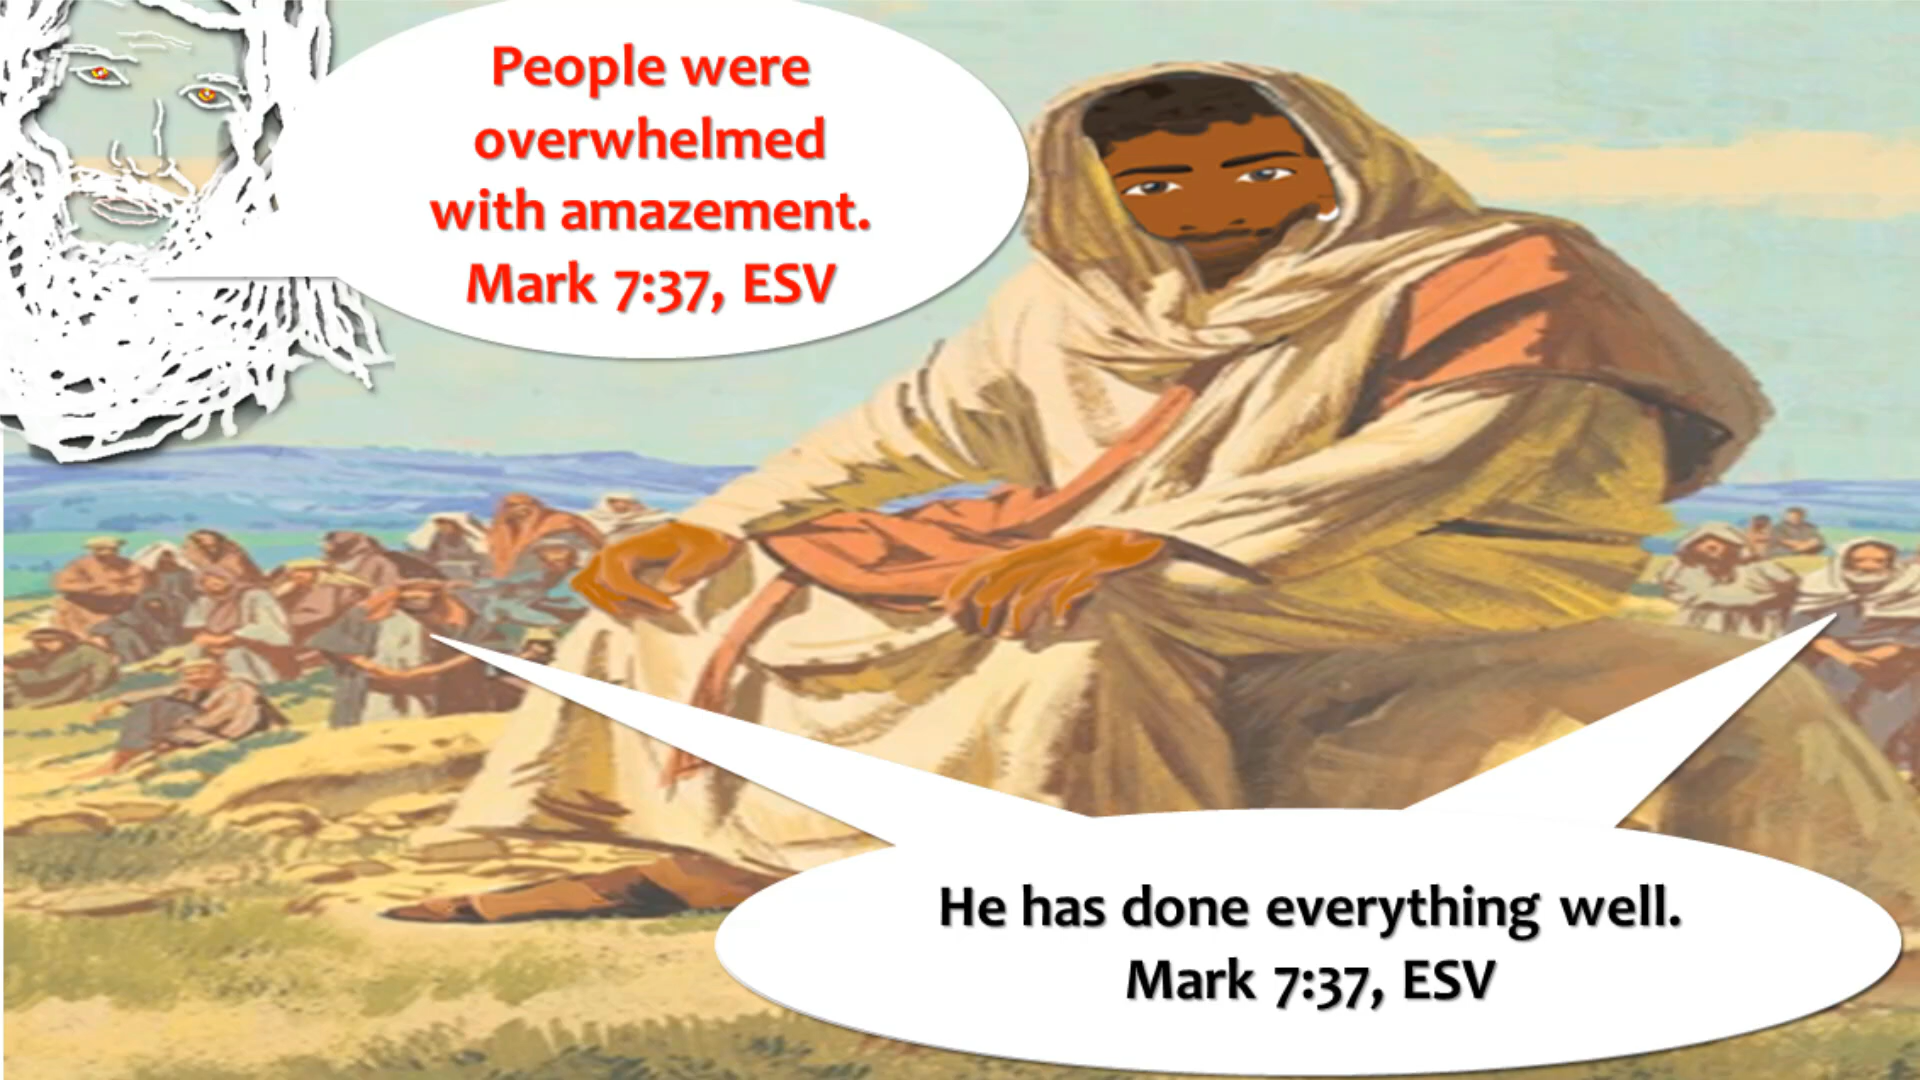 People were
overwhelmed
with amazement.
Mark 7:37, ESV
He has done everything well.
Mark 7:37, ESV